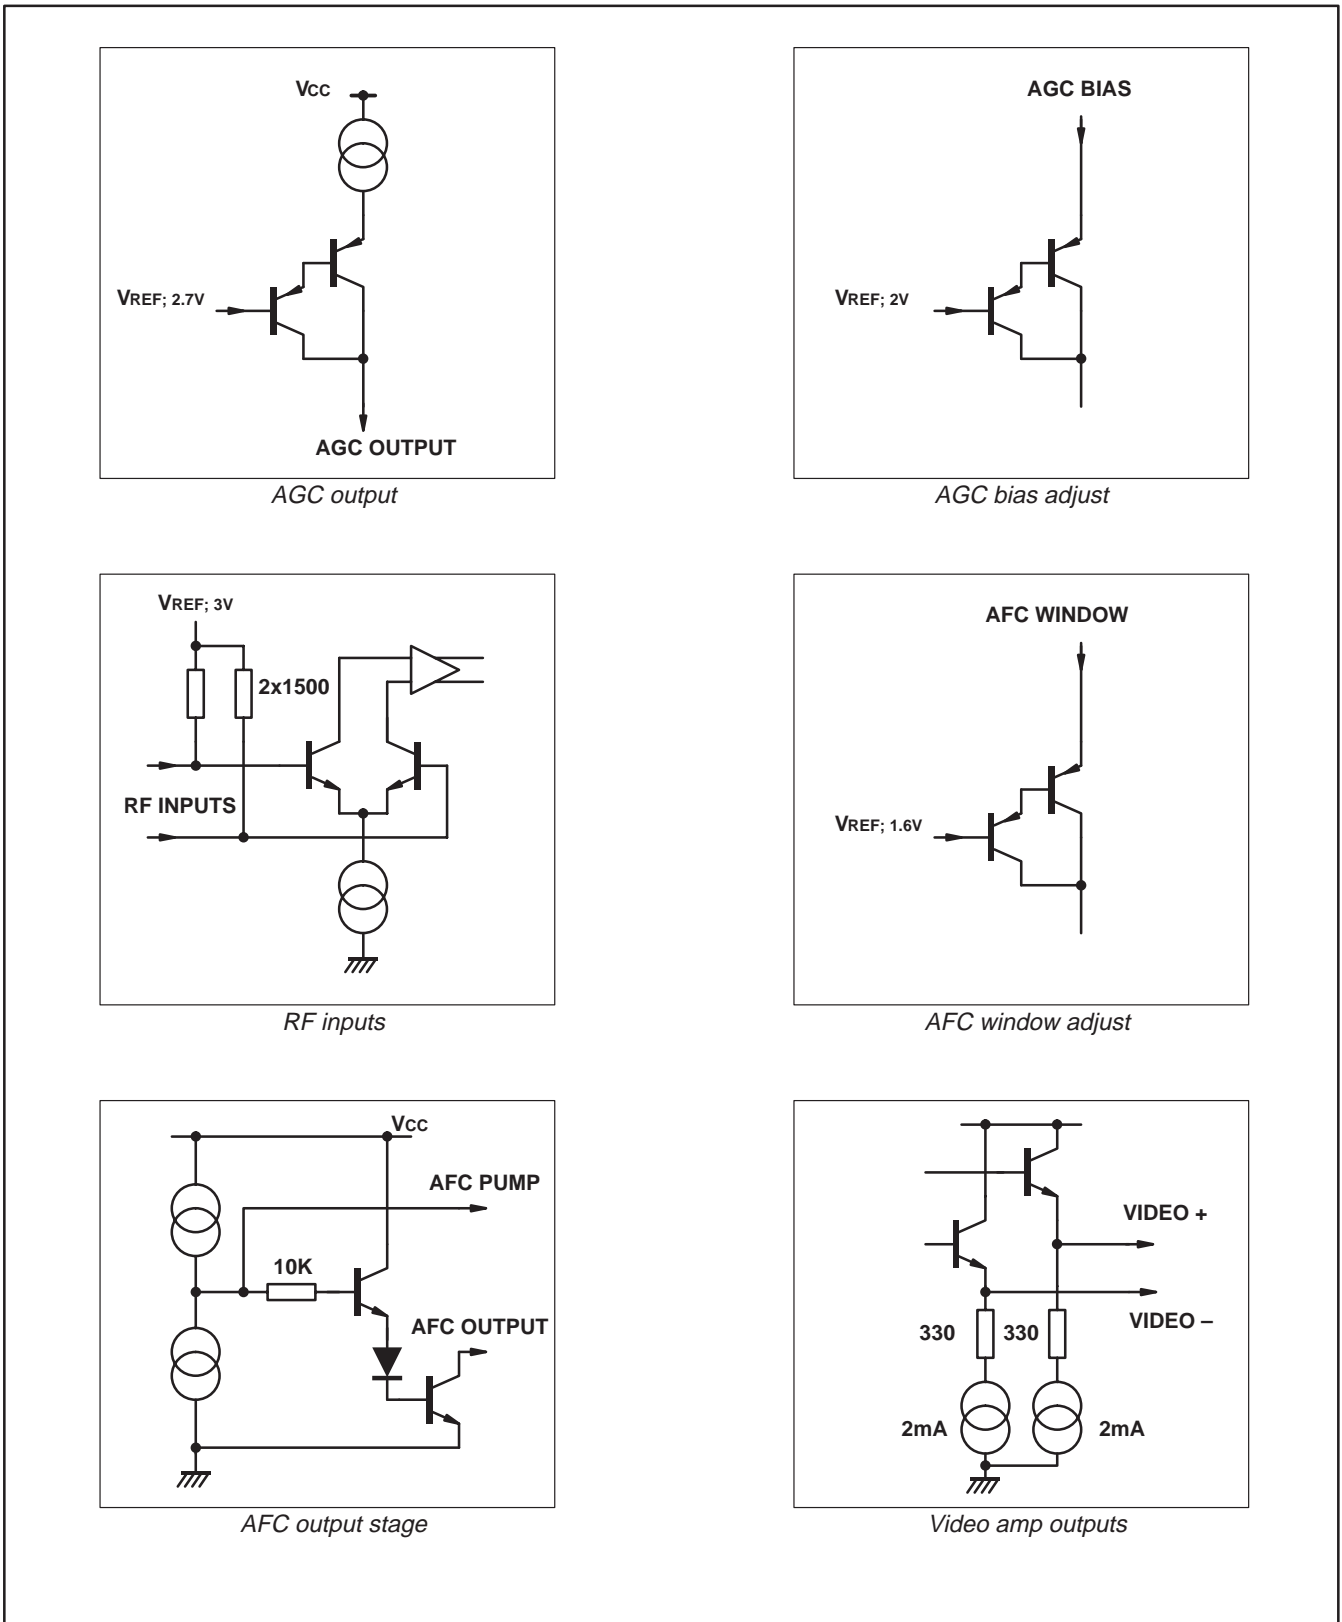 VCC
VREF; 2.7V
AGC OUTPUT
AGC output
AGC BIAS
VREF; 2V
AGC bias adjust
VREF; 3V
2x1500
RF INPUTS
RF inputs
AFC WINDOW
VREF; 1.6V
AFC window adjust
VCC
AFC PUMP
10K
AFC OUTPUT
AFC output stage
VIDEO +
VIDEO –
330 330
2mA 2mA
Video amp outputs